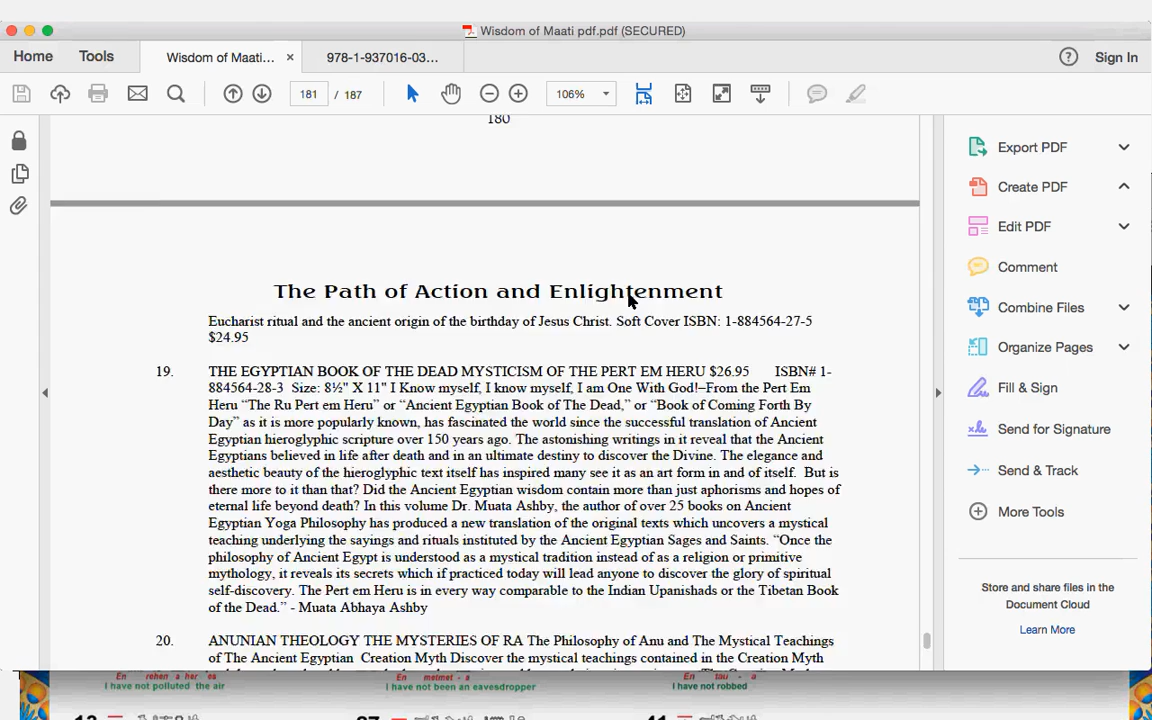 Wisdom of Maati pdf.pdf (SECURED)
Home Tools Wisdom of Maati... × 978-1-937016-03... ? Sign In
181 / 187 106%
180
The Path of Action and Enlightenment
Eucharist ritual and the ancient origin of the birthday of Jesus Christ. Soft Cover ISBN: 1-884564-27-5
$24.95
19. THE EGYPTIAN BOOK OF THE DEAD MYSTICISM OF THE PERT EM HERU $26.95 ISBN# 1-
884564-28-3 Size: 8½" X 11" I Know myself, I know myself, I am One With God!–From the Pert Em
Heru “The Ru Pert em Heru” or “Ancient Egyptian Book of The Dead,” or “Book of Coming Forth By
Day” as it is more popularly known, has fascinated the world since the successful translation of Ancient
Egyptian hieroglyphic scripture over 150 years ago. The astonishing writings in it reveal that the Ancient
Egyptians believed in life after death and in an ultimate destiny to discover the Divine. The elegance and
aesthetic beauty of the hieroglyphic text itself has inspired many see it as an art form in and of itself. But is
there more to it than that? Did the Ancient Egyptian wisdom contain more than just aphorisms and hopes of
eternal life beyond death? In this volume Dr. Muata Ashby, the author of over 25 books on Ancient
Egyptian Yoga Philosophy has produced a new translation of the original texts which uncovers a mystical
teaching underlying the sayings and rituals instituted by the Ancient Egyptian Sages and Saints. “Once the
philosophy of Ancient Egypt is understood as a mystical tradition instead of as a religion or primitive
mythology, it reveals its secrets which if practiced today will lead anyone to discover the glory of spiritual
self-discovery. The Pert em Heru is in every way comparable to the Indian Upanishads or the Tibetan Book
of the Dead.” - Muata Abhaya Ashby
20. ANUNIAN THEOLOGY THE MYSTERIES OF RA The Philosophy of Anu and The Mystical Teachings
of The Ancient Egyptian Creation Myth Discover the mystical teachings contained in the Creation Myth
Export PDF
Create PDF
Edit PDF
Comment
Combine Files
Organize Pages
Fill & Sign
Send for Signature
Send & Track
More Tools
Store and share files in the
Document Cloud
Learn More
En rohen a her ea
I have not polluted the air
En metmet - a
I have not been an eavesdropper
En tau - a
I have not robbed
13
27
41